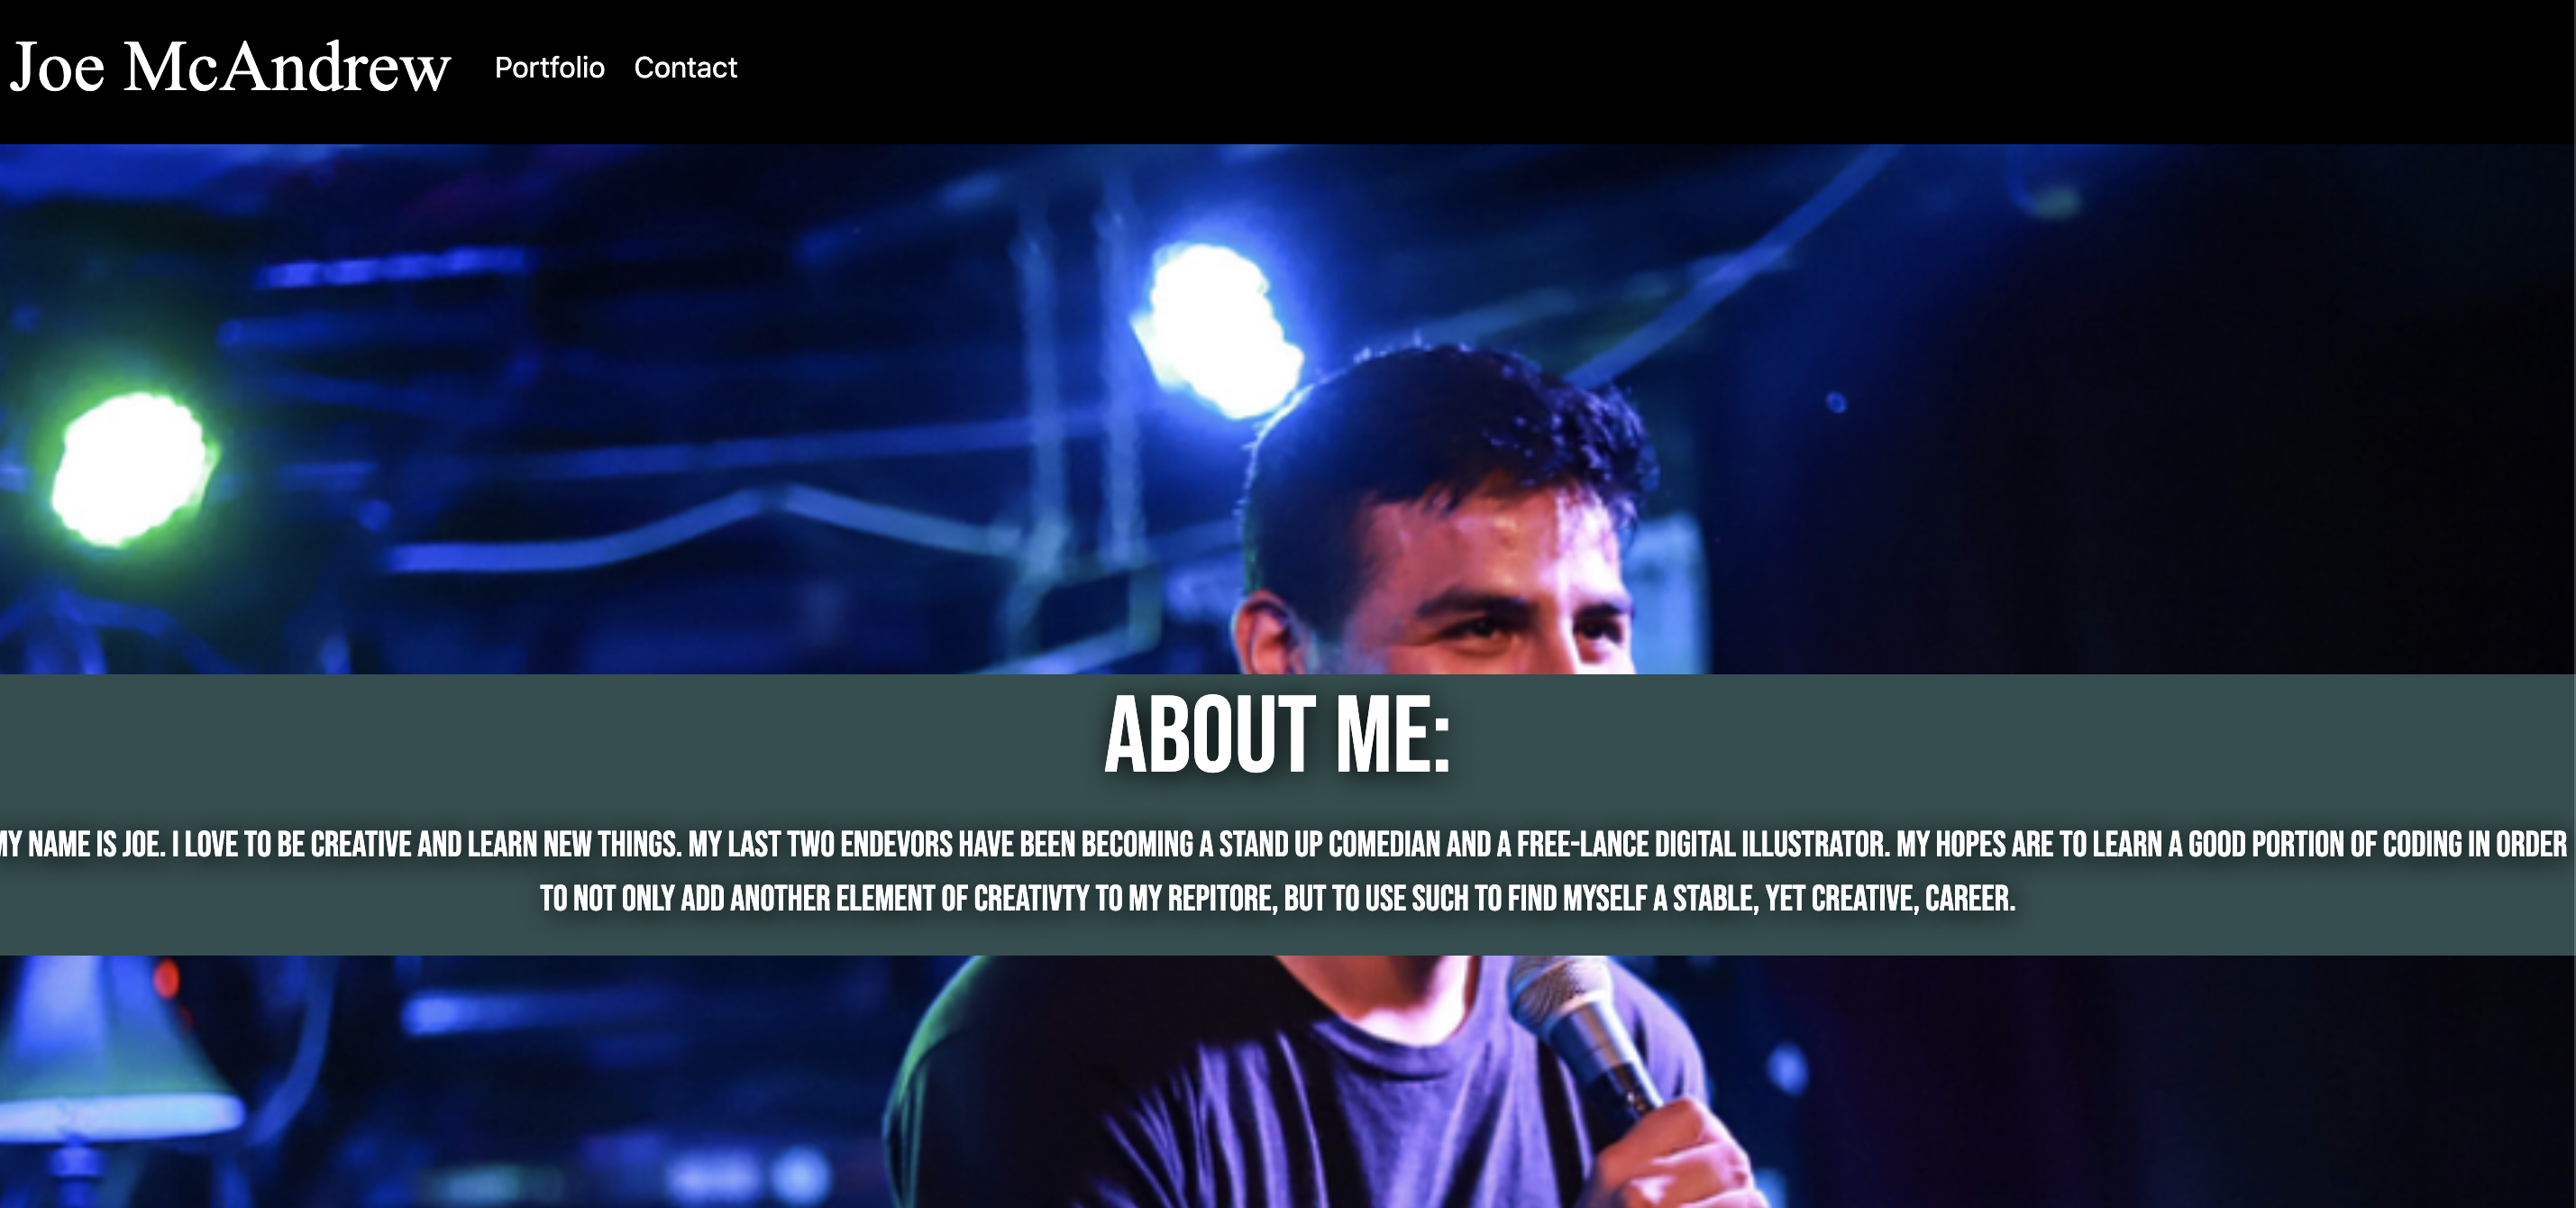 Joe McAndrew
Portfolio Contact
ABOUT ME:
MY NAME IS JOE. I LOVE TO BE CREATIVE AND LEARN NEW THINGS. MY LAST TWO ENDEVORS HAVE BEEN BECOMING A STAND UP COMEDIAN AND A FREE-LANCE DIGITAL ILLUSTRATOR. MY HOPES ARE TO LEARN A GOOD PORTION OF CODING IN ORDER
TO NOT ONLY ADD ANOTHER ELEMENT OF CREATIVTY TO MY REPITORE, BUT TO USE SUCH TO FIND MYSELF A STABLE, YET CREATIVE, CAREER.